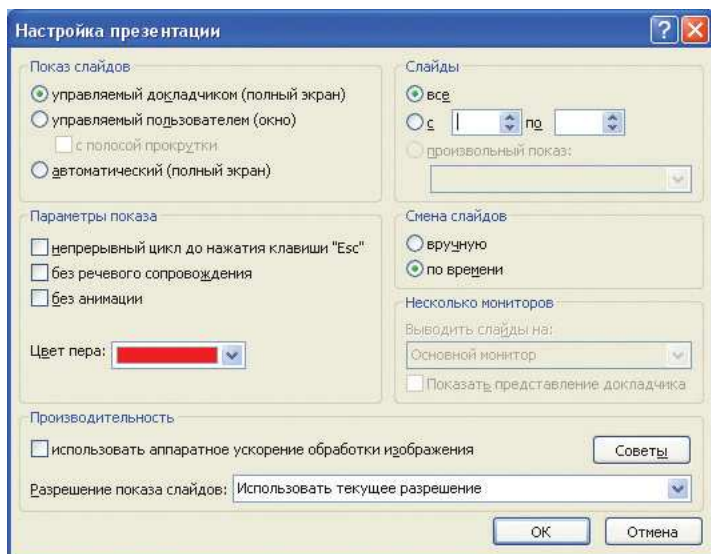 Настройка презентации
Показ слайдов
управляемый докладчиком (полный экран)
управляемый пользователем (окно)
с полосой прокрутки
автоматический (полный экран)
Слайды
все
с по
произвольный показ:
Параметры показа
непрерывный цикл до нажатия клавиши "Esc"
без речевого сопровождения
без анимации
Цвет пера:
Смена слайдов
вручную
по времени
Несколько мониторов
Выводить слайды на:
Основной монитор
Показать представление докладчика
Производительность
использовать аппаратное ускорение обработки изображения
Советы
Разрешение показа слайдов: Использовать текущее разрешение
ОК Отмена